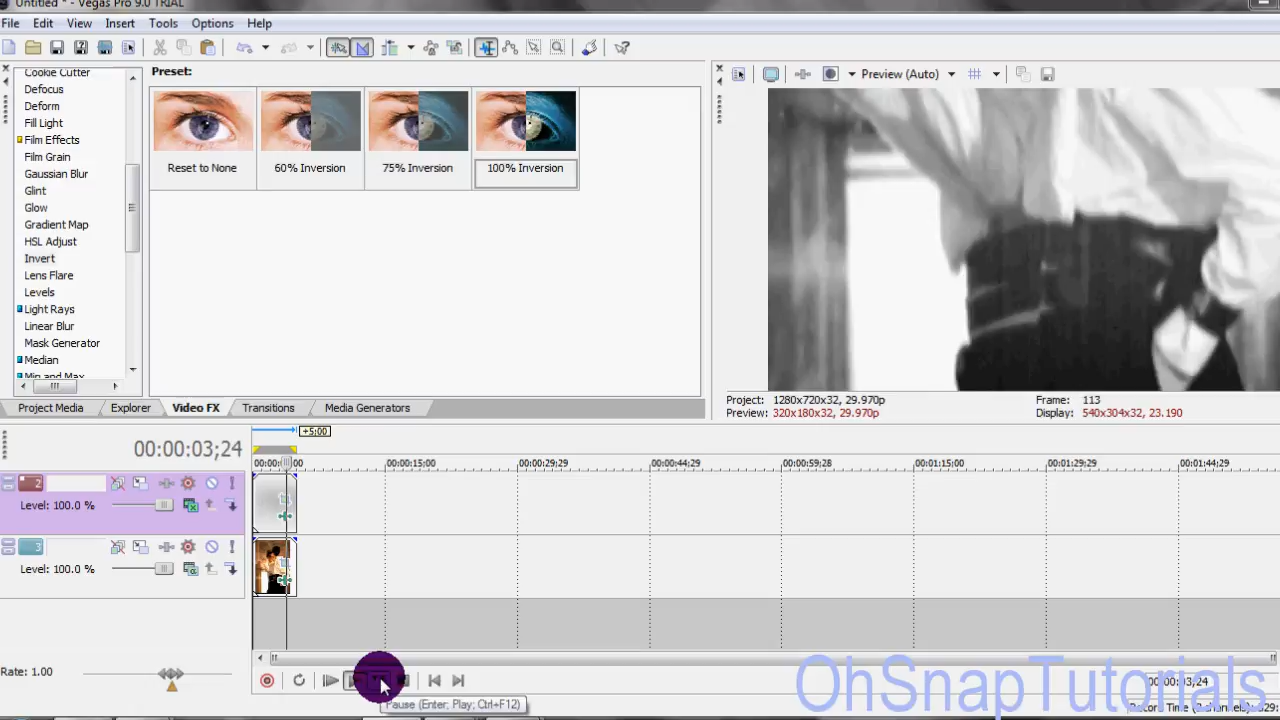 Untitled * - Vegas Pro 9.0 TRIAL
File Edit View Insert Tools Options Help
Preset:
Preview (Auto)
Cookie Cutter
Defocus
Deform
Fill Light
Film Effects
Film Grain
Gaussian Blur
Glint
Glow
Gradient Map
HSL Adjust
Invert
Lens Flare
Levels
Light Rays
Linear Blur
Mask Generator
Median
Min and Max
Reset to None
60% Inversion
75% Inversion
100% Inversion
Project: 1280x720x32, 29.970p
Frame: 113
Preview: 320x180x32, 29.970p
Display: 540x304x32, 23.190
Project Media Explorer Video FX Transitions Media Generators
+5:00
00:00:03;24
00:00:15:00 00:00:29;29 00:00:44;29 00:00:59;28 00:01:15:00 00:01:29;29 00:01:44;29
2
Level: 100.0 %
3
Level: 100.0 %
Rate: 1.00
00:00:03;24
Pause (Enter; Play; Ctrl+F12)
OhSnapTutorials